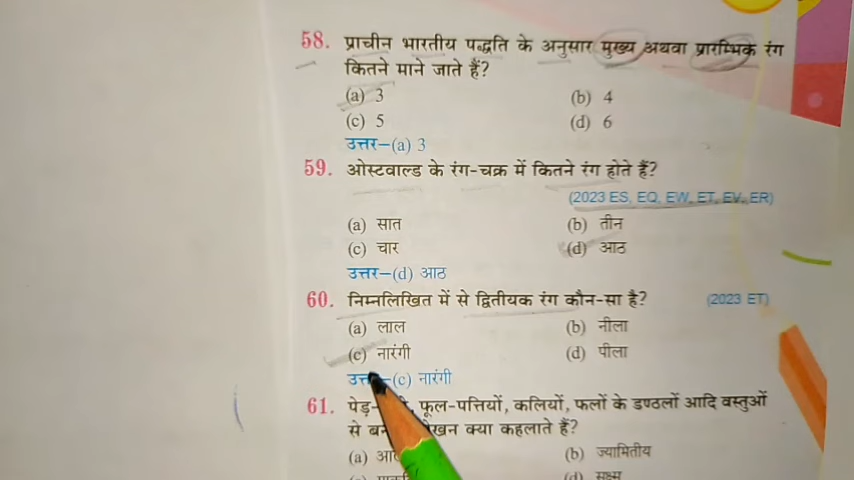 58. प्राचीन भारतीय पद्धति के अनुसार मुख्य अथवा प्रारम्भिक रंग
कितने माने जाते हैं?
(a) 3 (b) 4
(c) 5 (d) 6
उत्तर–(a) 3
59. ओस्टवाल्ड के रंग-चक्र में कितने रंग होते हैं?
(2023 ES, EQ, EW, ET, EV, ER)
(a) सात (b) तीन
(c) चार (d) आठ
उत्तर–(d) आठ
60. निम्नलिखित में से द्वितीयक रंग कौन-सा है? (2023 ET)
(a) लाल (b) नीला
(c) नारंगी (d) पीला
(c) नारंगी
61. फूल-पत्तियों, कलियों, फलों के डण्ठलों आदि वस्तुओं
से क्या कहलाते हैं?
(a) (b) ज्यामितीय
(d) सूक्ष्म